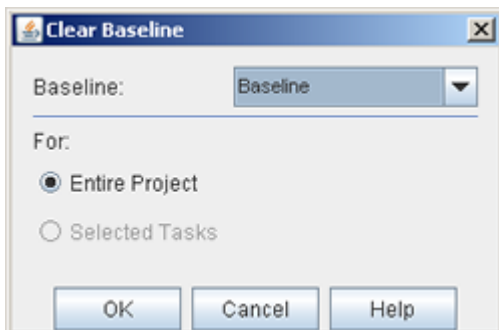 Clear Baseline
Baseline: Baseline
For:
Entire Project
Selected Tasks
OK Cancel Help